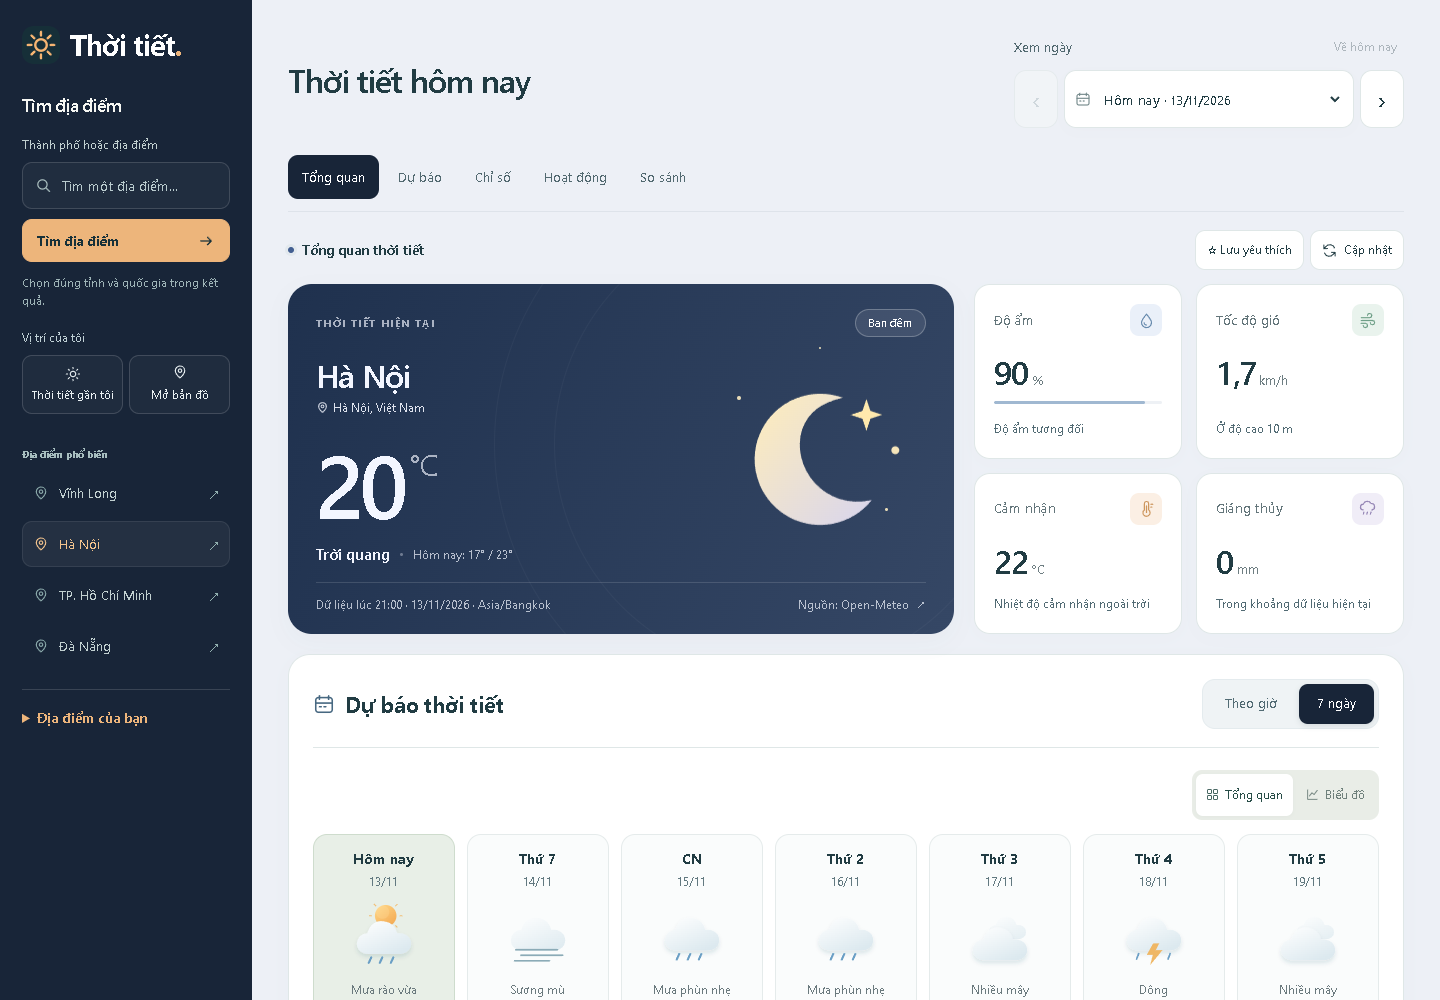 Thời tiết.
Tìm địa điểm
Thành phố hoặc địa điểm
Tìm một địa điểm...
Tìm địa điểm →
Chọn đúng tỉnh và quốc gia trong kết
quả.
Vị trí của tôi
Thời tiết gần tôi
Mở bản đồ
Địa điểm phổ biến
Vĩnh Long ↗
Hà Nội ↗
TP. Hồ Chí Minh ↗
Đà Nẵng ↗
▶ Địa điểm của bạn
Thời tiết hôm nay
Xem ngày
Về hôm nay
‹
Hôm nay · 13/11/2026
›
Tổng quan
Dự báo
Chỉ số
Hoạt động
So sánh
Tổng quan thời tiết
☆ Lưu yêu thích
Cập nhật
THỜI TIẾT HIỆN TẠI
Ban đêm
Hà Nội
Hà Nội, Việt Nam
20°C
Trời quang • Hôm nay: 17° / 23°
Dữ liệu lúc 21:00 · 13/11/2026 · Asia/Bangkok
Nguồn: Open-Meteo ↗
Độ ẩm
90 %
Độ ẩm tương đối
Tốc độ gió
1,7 km/h
Ở độ cao 10 m
Cảm nhận
22 °C
Nhiệt độ cảm nhận ngoài trời
Giáng thủy
0 mm
Trong khoảng dữ liệu hiện tại
Dự báo thời tiết
Theo giờ
7 ngày
Tổng quan
Biểu đồ
Hôm nay
13/11
Mưa rào vừa
Thứ 7
14/11
Sương mù
CN
15/11
Mưa phùn nhẹ
Thứ 2
16/11
Mưa phùn nhẹ
Thứ 3
17/11
Nhiều mây
Thứ 4
18/11
Dông
Thứ 5
19/11
Nhiều mây